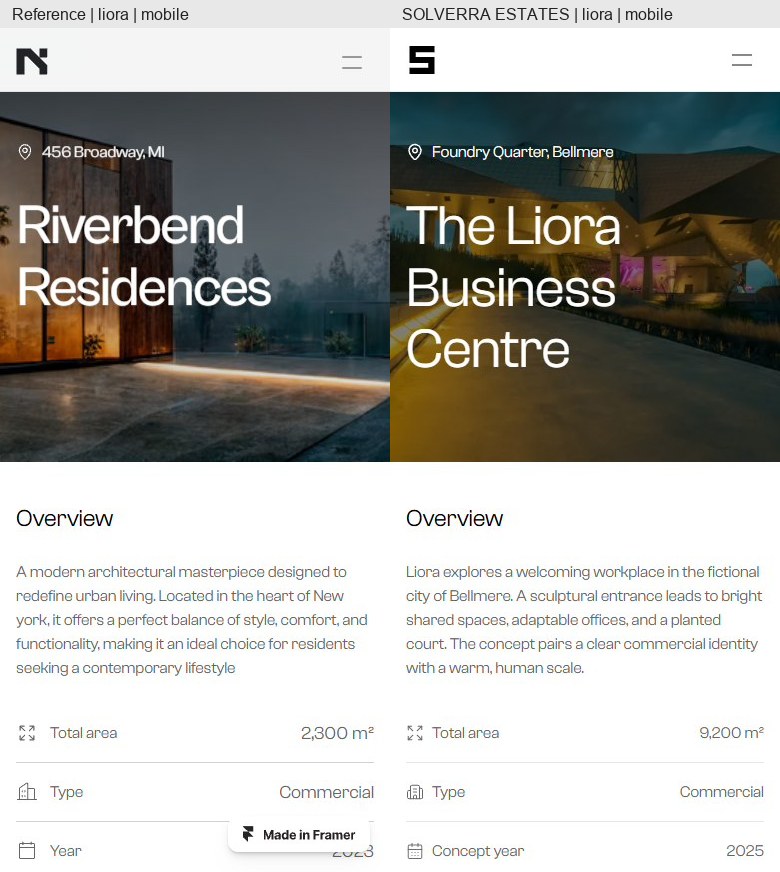 Reference | liora | mobile
SOLVERRA ESTATES | liora | mobile
N
S
456 Broadway, MI
Riverbend
Residences
Overview
A modern architectural masterpiece designed to
redefine urban living. Located in the heart of New
york, it offers a perfect balance of style, comfort, and
functionality, making it an ideal choice for residents
seeking a contemporary lifestyle
Total area 2,300 m²
Type Commercial
Year 2023
Made in Framer
Foundry Quarter, Bellmere
The Liora
Business
Centre
Overview
Liora explores a welcoming workplace in the fictional
city of Bellmere. A sculptural entrance leads to bright
shared spaces, adaptable offices, and a planted
court. The concept pairs a clear commercial identity
with a warm, human scale.
Total area 9,200 m²
Type Commercial
Concept year 2025